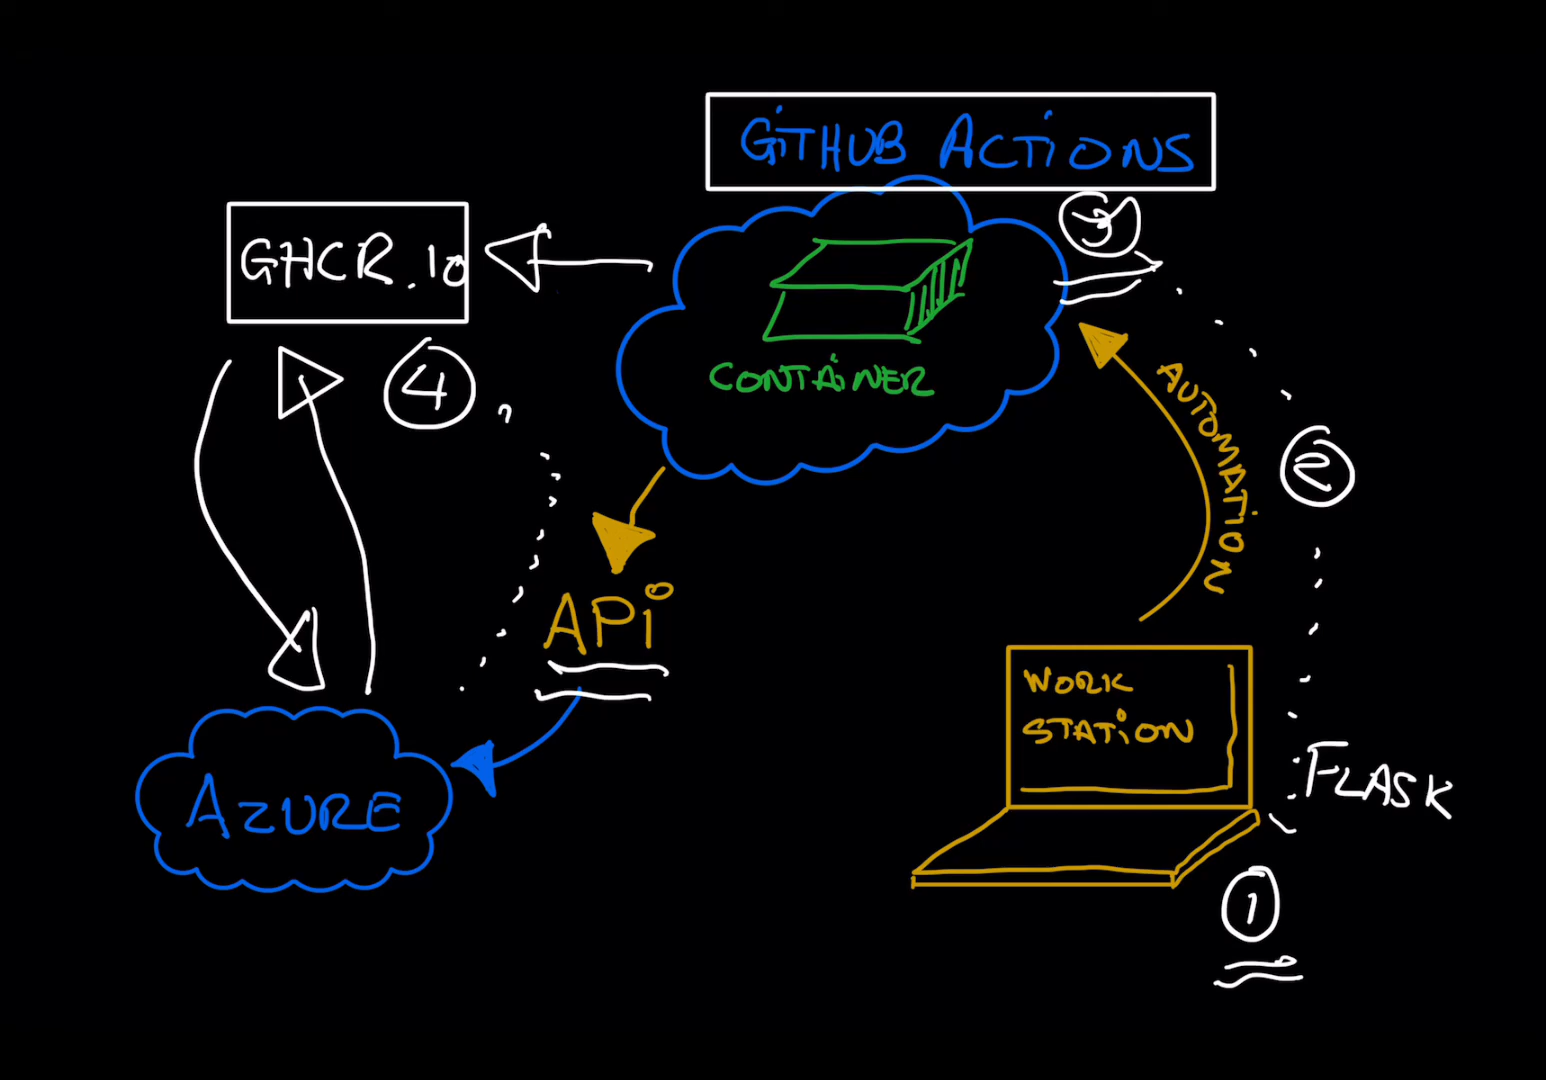 GiTHUB ACTiONS
3
GHCR.io
CONTAiNER
4
AUTOMATION
2
APi
WORK
STATiON
FLASK
AZURE
1